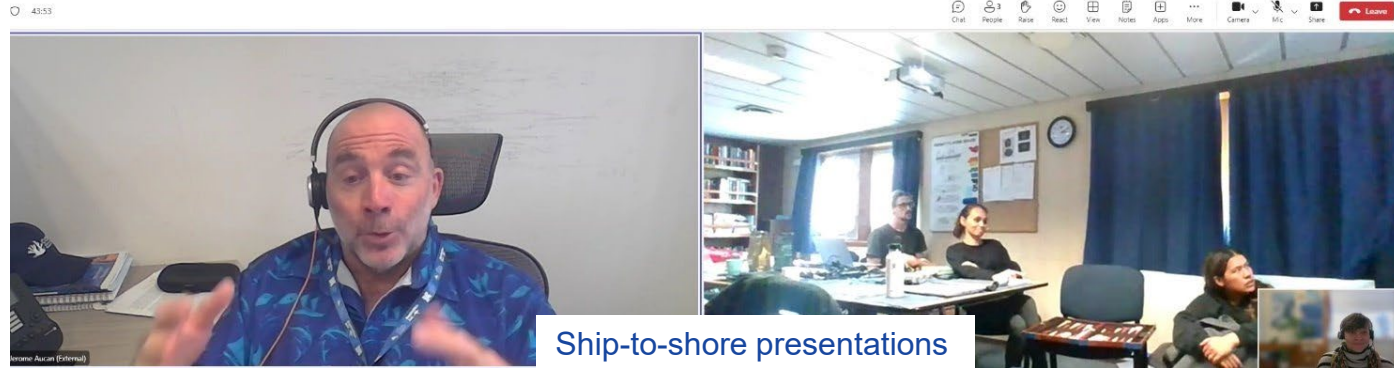 43:53
Chat
People
3
Raise
React
View
Notes
Apps
More
Camera
Mic
Share
Leave
Jerome Aucan (External)
Ship-to-shore presentations